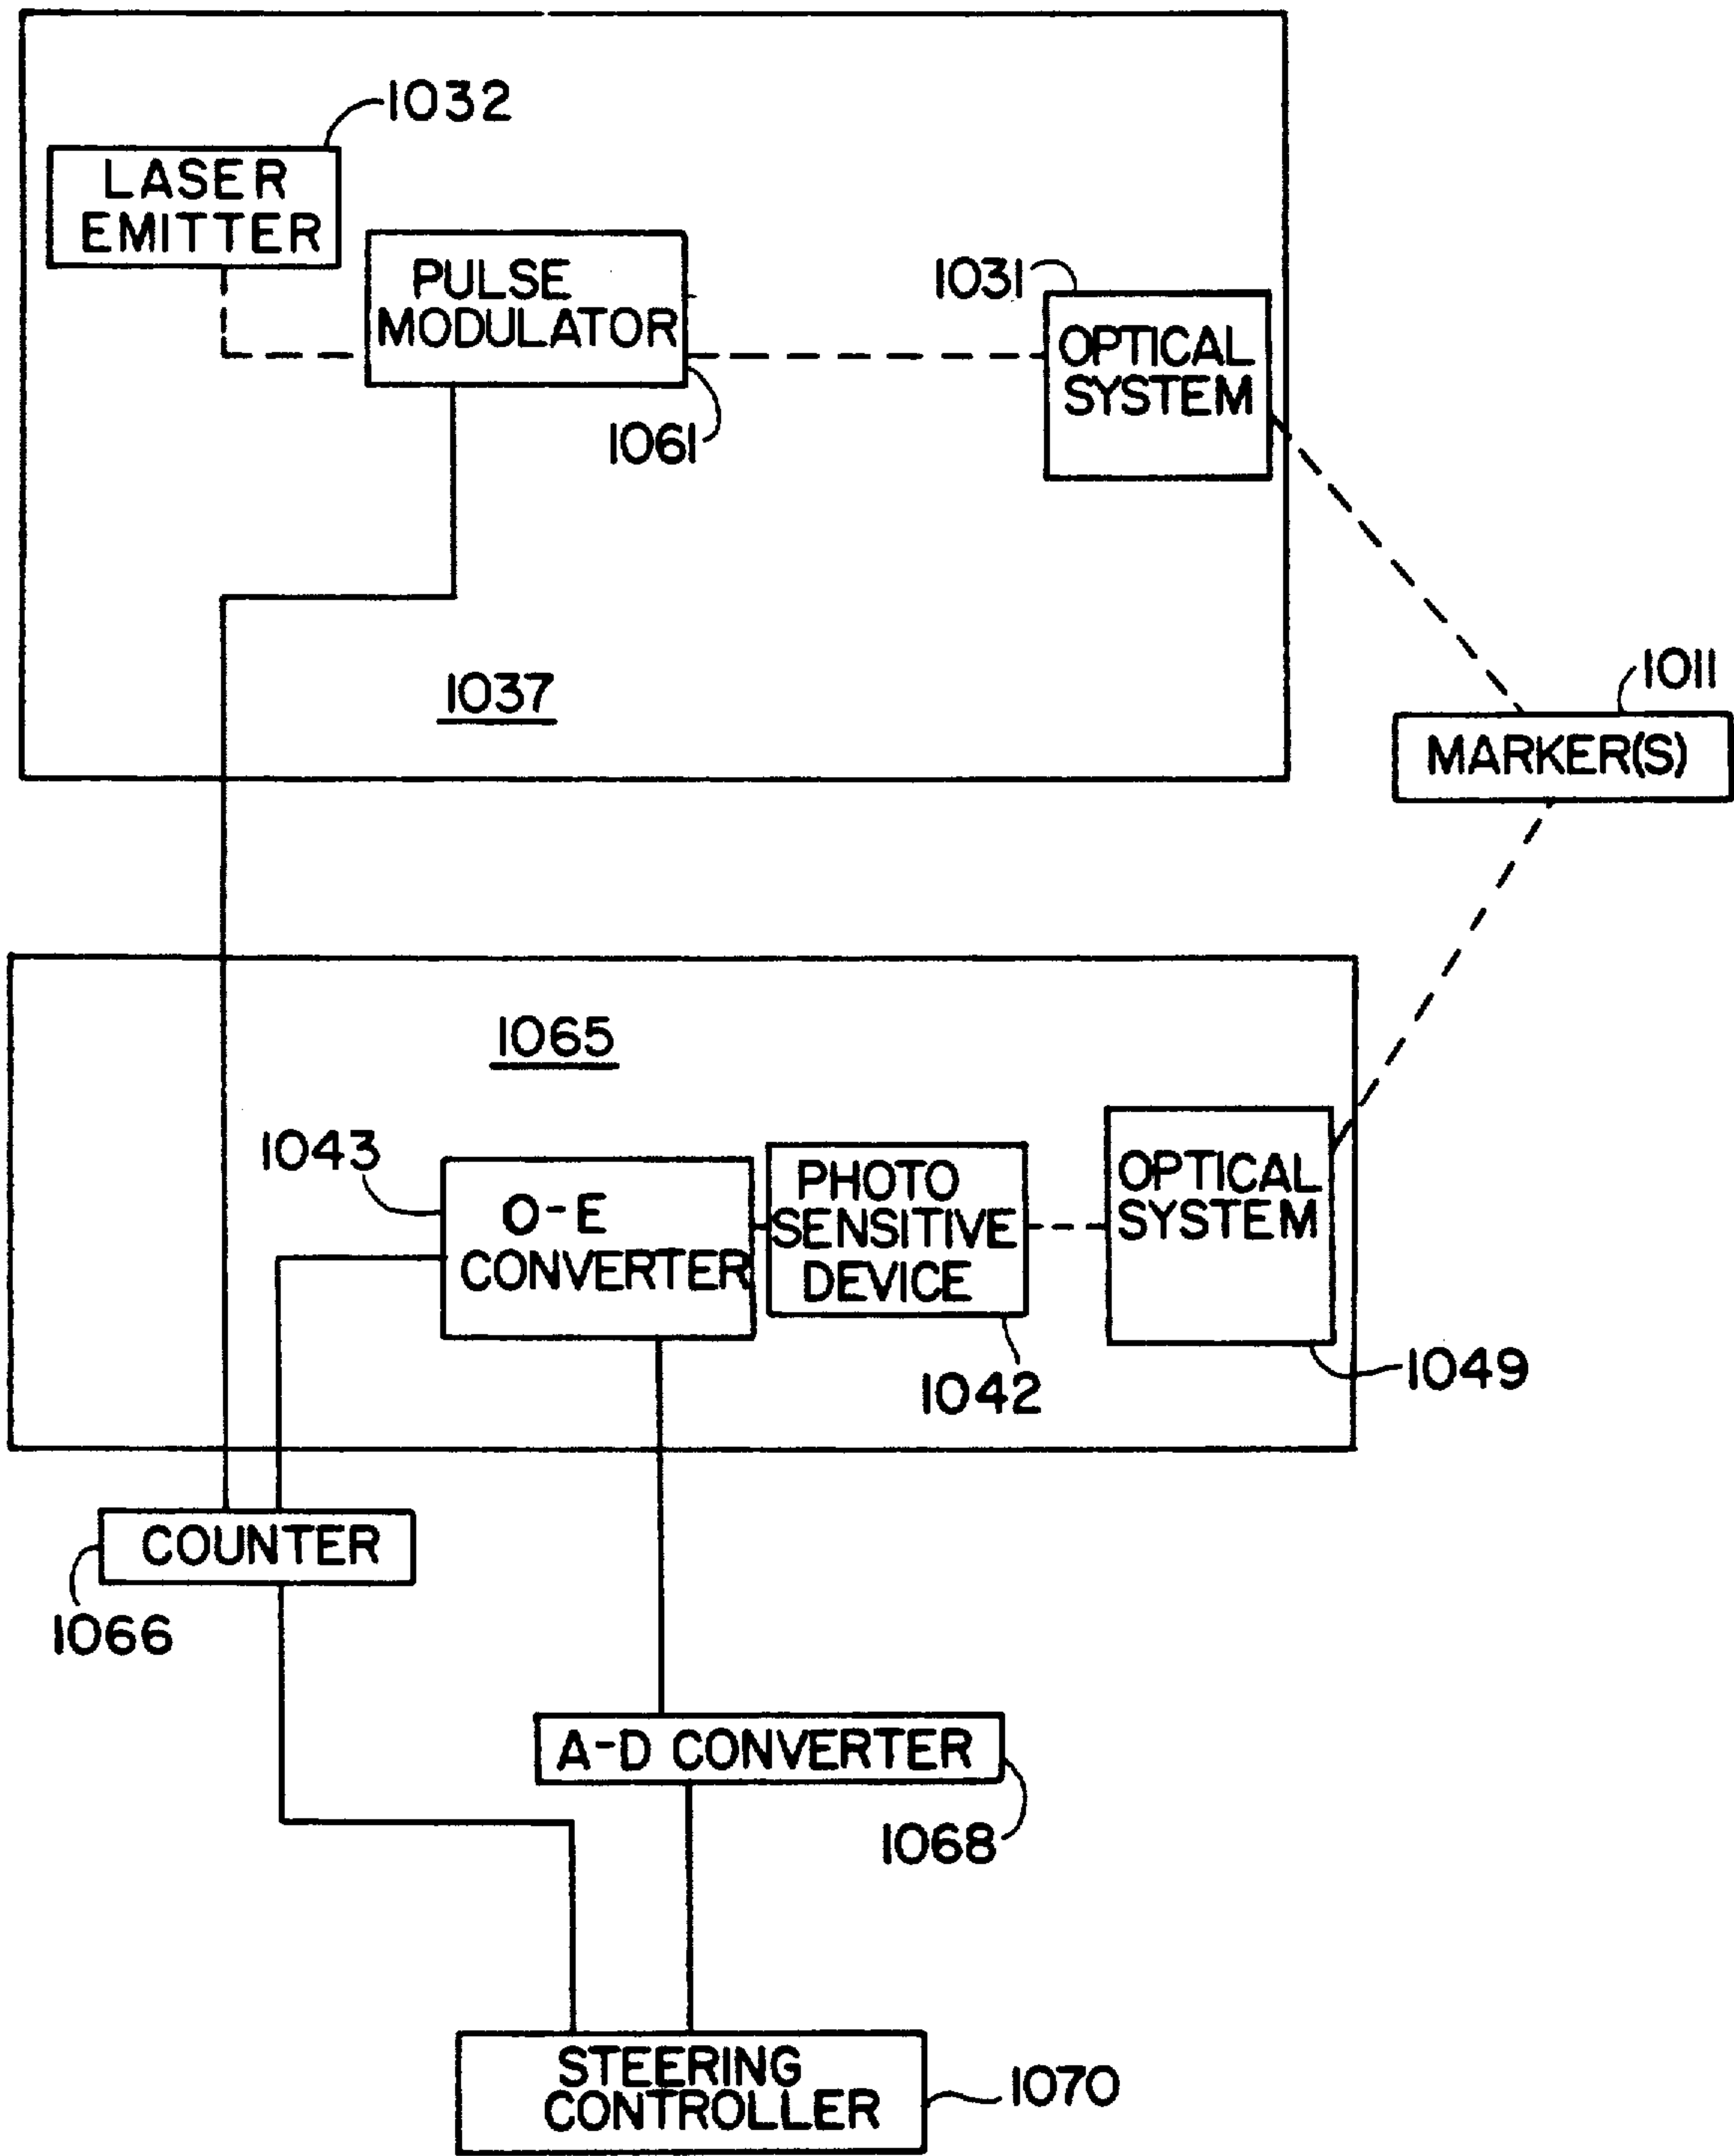 1032
LASER
EMITTER
PULSE
MODULATOR
1061
1031
OPTICAL
SYSTEM
1037
1011
MARKER(S)
1065
1043
O-E
CONVERTER
PHOTO
SENSITIVE
DEVICE
1042
OPTICAL
SYSTEM
1049
COUNTER
1066
A-D CONVERTER
1068
STEERING
CONTROLLER
1070